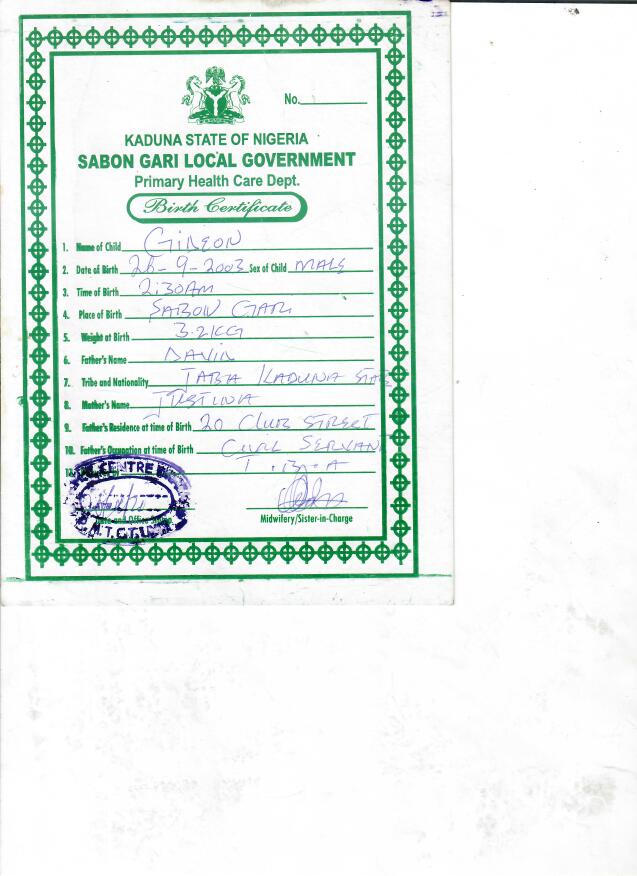 No.
KADUNA STATE OF NIGERIA
SABON GARI LOCAL GOVERNMENT
Primary Health Care Dept.
Birth Certificate
1. Name of Child GIDEON
2. Date of Birth -9-2003 Sex of Child MALE
3. Time of Birth 2:30AM
4. Place of Birth SABON GARI
5. Weight at Birth 3.2KG
6. Father's Name DAVID
7. Tribe and Nationality JABA KADUNA STATE
8. Mother's Name JUSTINA
9. Father's Residence at time of Birth 20 CLUB STREET
10. Father's Occupation at time of Birth CIVIL SERVAN
CENTRE
Midwifery/Sister-in-Charge